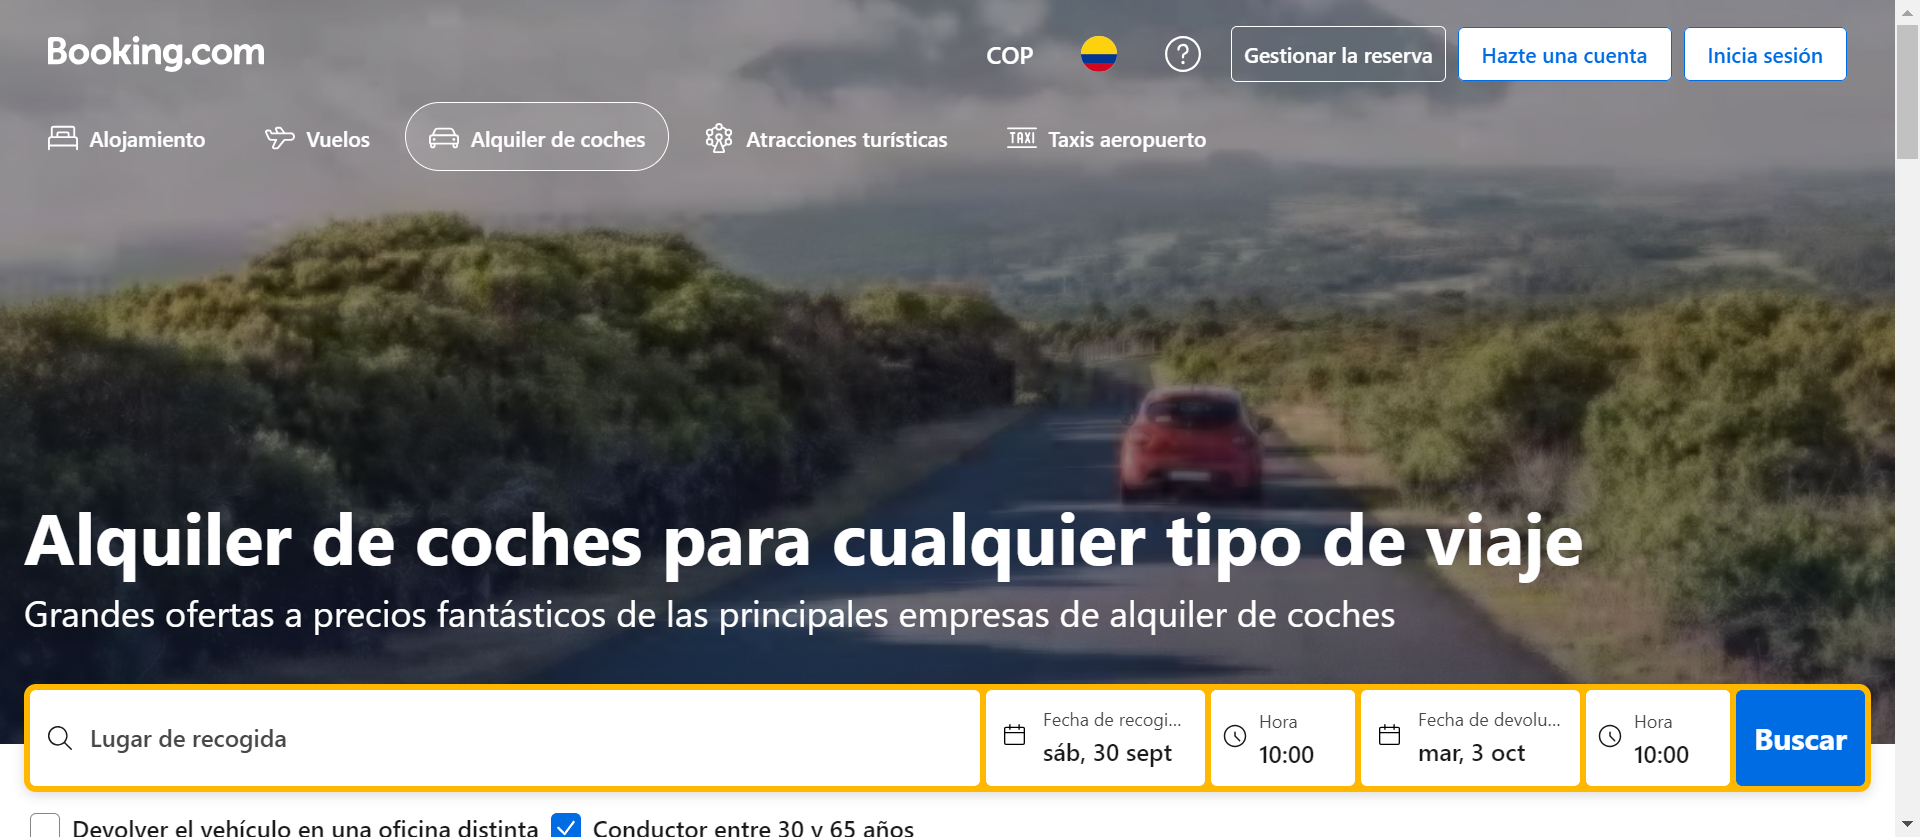 Booking.com
COP
?
Gestionar la reserva
Hazte una cuenta
Inicia sesión
Alojamiento
Vuelos
Alquiler de coches
Atracciones turísticas
TAXI Taxis aeropuerto
Alquiler de coches para cualquier tipo de viaje
Grandes ofertas a precios fantásticos de las principales empresas de alquiler de coches
Lugar de recogida
Fecha de recogi...
sáb, 30 sept
Hora
10:00
Fecha de devolu...
mar, 3 oct
Hora
10:00
Buscar
Devolver el vehículo en una oficina distinta
Conductor entre 30 y 65 años